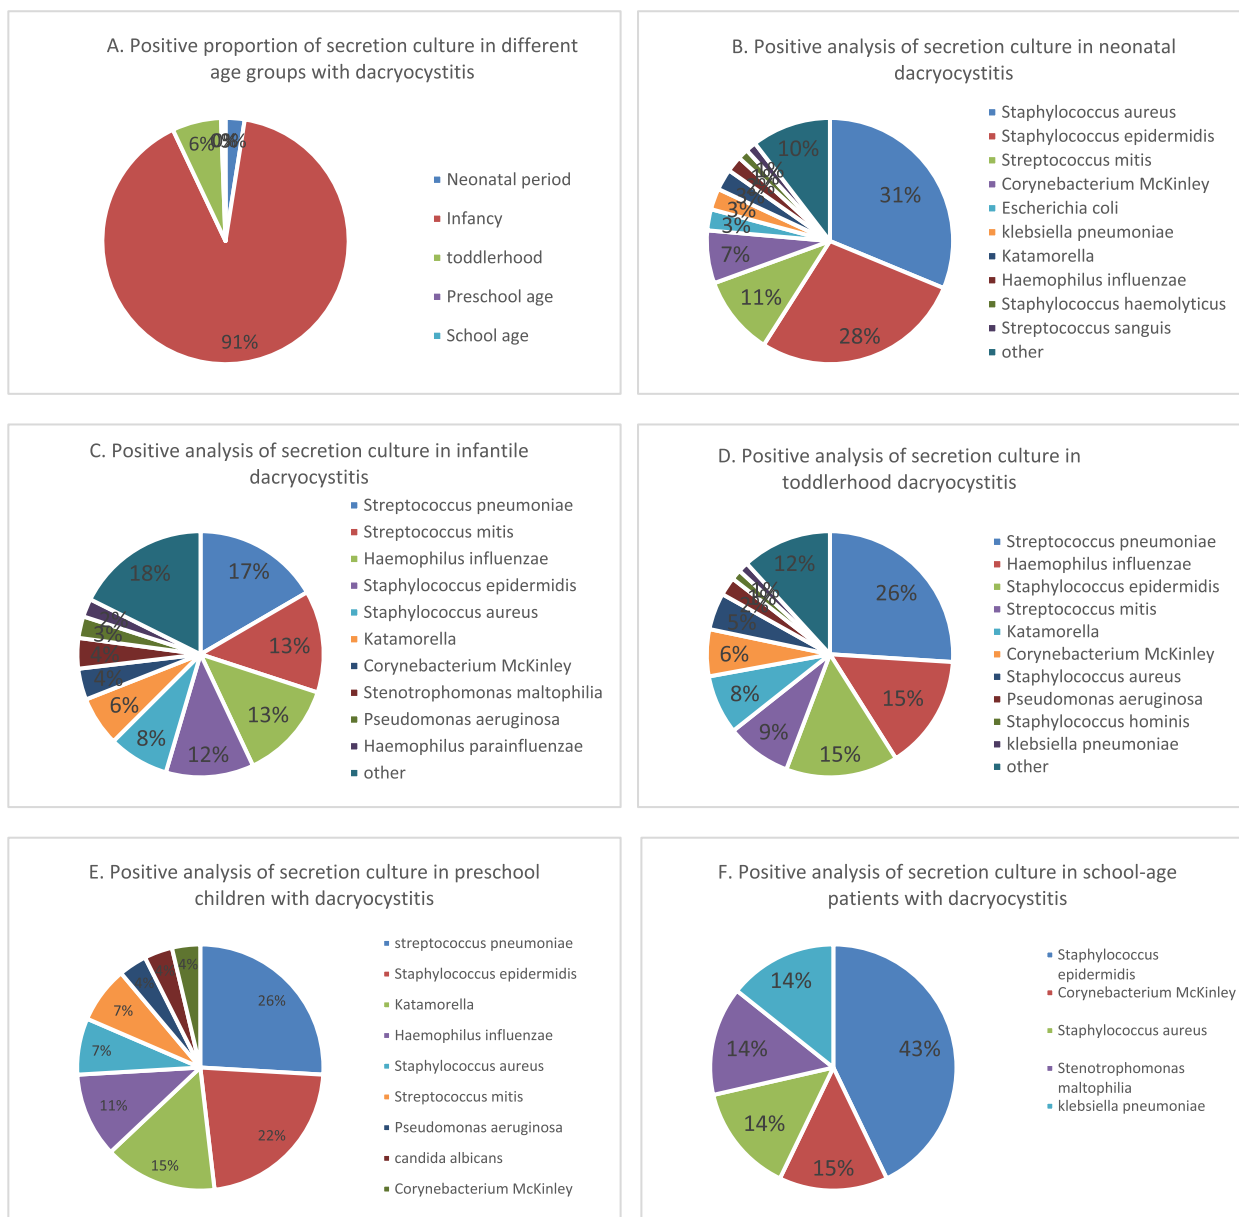 A. Positive proportion of secretion culture in different
age groups with dacryocystitis
6%
91%
Neonatal period
Infancy
toddlerhood
Preschool age
School age
B. Positive analysis of secretion culture in neonatal
dacryocystitis
10%
31%
3%
3%
7%
11%
28%
Staphylococcus aureus
Staphylococcus epidermidis
Streptococcus mitis
Corynebacterium McKinley
Escherichia coli
klebsiella pneumoniae
Katamorella
Haemophilus influenzae
Staphylococcus haemolyticus
Streptococcus sanguis
other
C. Positive analysis of secretion culture in infantile
dacryocystitis
18%
17%
2%
3%
4%
4%
6%
8%
12%
13%
13%
Streptococcus pneumoniae
Streptococcus mitis
Haemophilus influenzae
Staphylococcus epidermidis
Staphylococcus aureus
Katamorella
Corynebacterium McKinley
Stenotrophomonas maltophilia
Pseudomonas aeruginosa
Haemophilus parainfluenzae
other
D. Positive analysis of secretion culture in
toddlerhood dacryocystitis
12%
26%
5%
6%
8%
9%
15%
15%
Streptococcus pneumoniae
Haemophilus influenzae
Staphylococcus epidermidis
Streptococcus mitis
Katamorella
Corynebacterium McKinley
Staphylococcus aureus
Pseudomonas aeruginosa
Staphylococcus hominis
klebsiella pneumoniae
other
E. Positive analysis of secretion culture in preschool
children with dacryocystitis
4%
26%
7%
7%
11%
15%
22%
streptococcus pneumoniae
Staphylococcus epidermidis
Katamorella
Haemophilus influenzae
Staphylococcus aureus
Streptococcus mitis
Pseudomonas aeruginosa
candida albicans
Corynebacterium McKinley
F. Positive analysis of secretion culture in school-age
patients with dacryocystitis
14%
43%
14%
14%
15%
Staphylococcus
epidermidis
Corynebacterium McKinley
Staphylococcus aureus
Stenotrophomonas
maltophilia
klebsiella pneumoniae